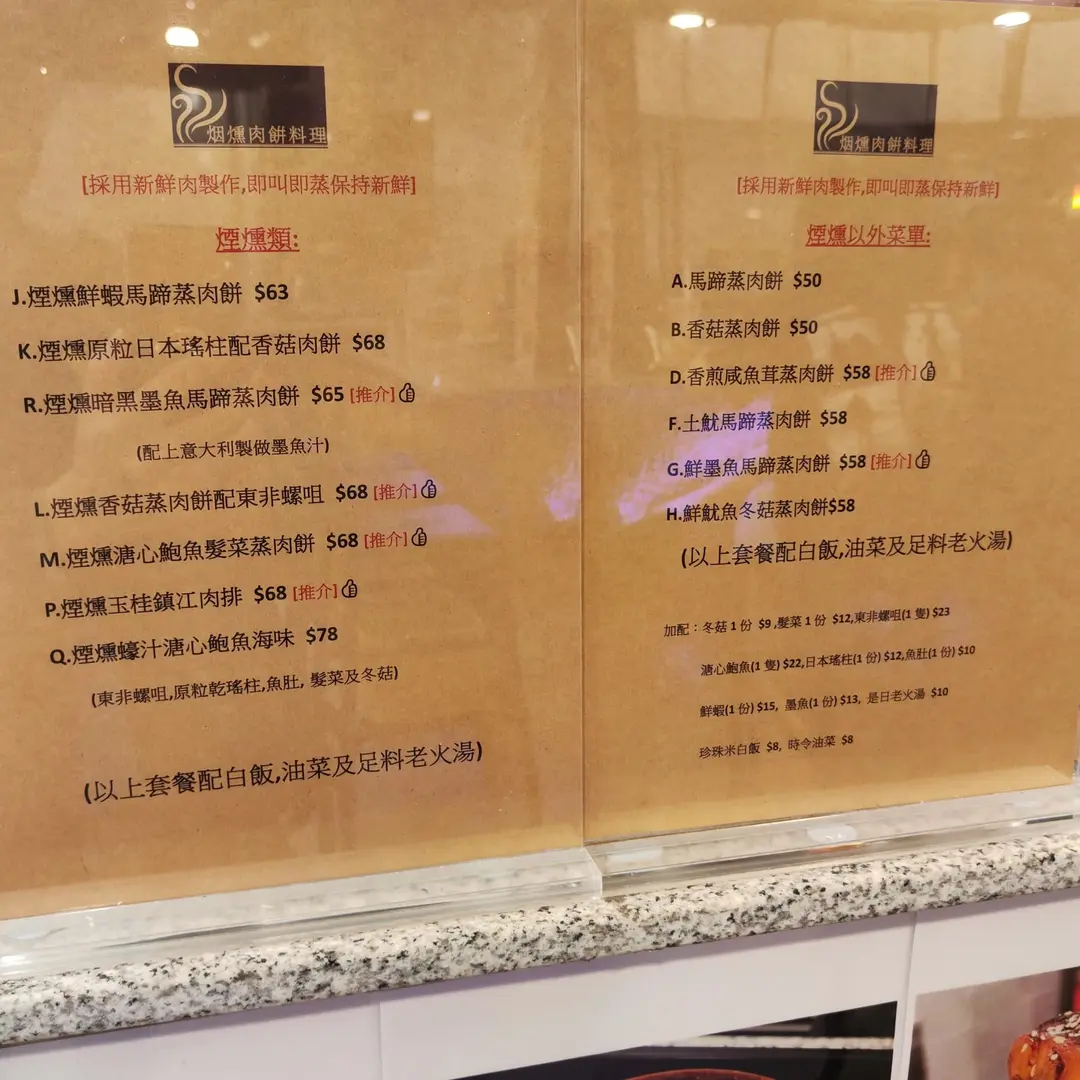 烟燻肉餅料理
[採用新鮮肉製作,即叫即蒸保持新鮮]
煙燻類:
J.煙燻鮮蝦馬蹄蒸肉餅 $63
K.煙燻原粒日本瑤柱配香菇肉餅 $68
R.煙燻暗黑墨魚馬蹄蒸肉餅 $65 [推介]
(配上意大利製做墨魚汁)
L.煙燻香菇蒸肉餅配東非螺咀 $68 [推介]
M.煙燻溏心鮑魚髮菜蒸肉餅 $68 [推介]
P.煙燻玉桂鎮江肉排 $68 [推介]
Q.煙燻蠔汁溏心鮑魚海味 $78
(東非螺咀,原粒乾瑤柱,魚肚, 髮菜及冬菇)
(以上套餐配白飯,油菜及足料老火湯)
烟燻肉餅料理
[採用新鮮肉製作,即叫即蒸保持新鮮]
煙燻以外菜單:
A.馬蹄蒸肉餅 $50
B.香菇蒸肉餅 $50
D.香煎咸魚茸蒸肉餅 $58 [推介]
F.土魷馬蹄蒸肉餅 $58
G.鮮墨魚馬蹄蒸肉餅 $58 [推介]
H.鮮魷魚冬菇蒸肉餅$58
(以上套餐配白飯,油菜及足料老火湯)
加配：冬菇 1 份 $9 ,髮菜 1 份 $12,東非螺咀(1 隻) $23
溏心鮑魚(1 隻) $22,日本瑤柱(1 份) $12,魚肚(1 份) $10
鮮蝦(1 份) $15, 墨魚(1 份) $13, 是日老火湯 $10
珍珠米白飯 $8, 時令油菜 $8